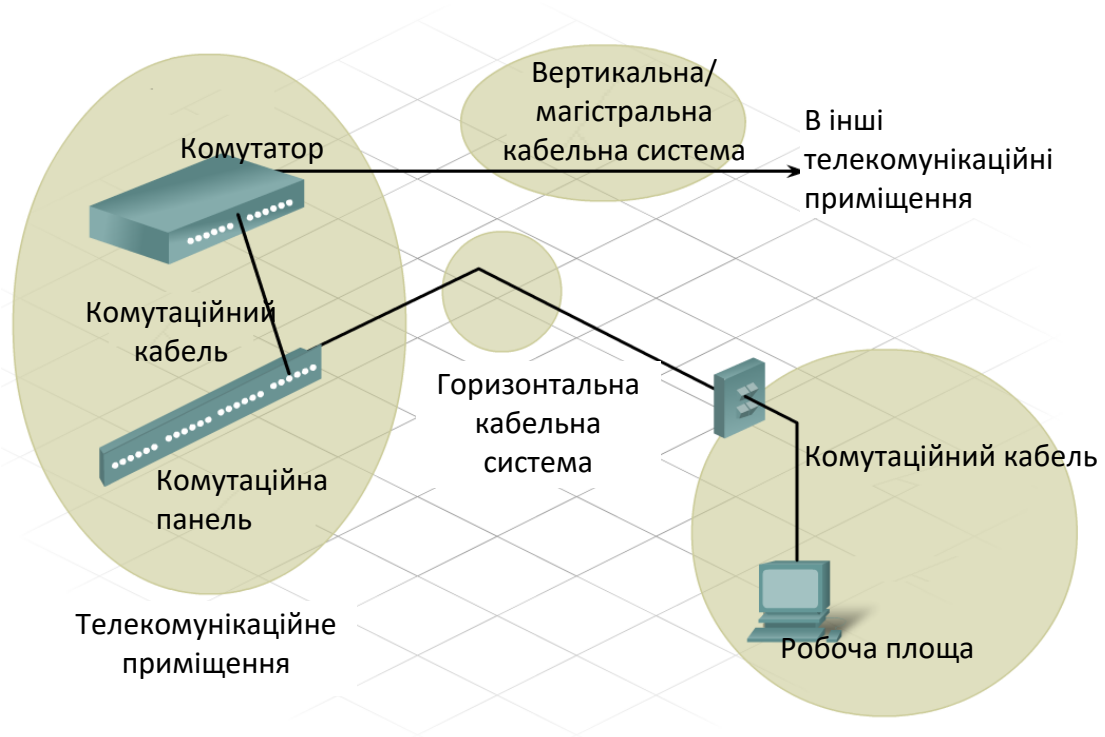 Вертикальна/
магістральна
кабельна система
В інші
телекомунікаційні
приміщення
Комутатор
Комутаційний
кабель
Горизонтальна
кабельна
система
Комутаційний кабель
Комутаційна
панель
Телекомунікаційне
приміщення
Робоча площа